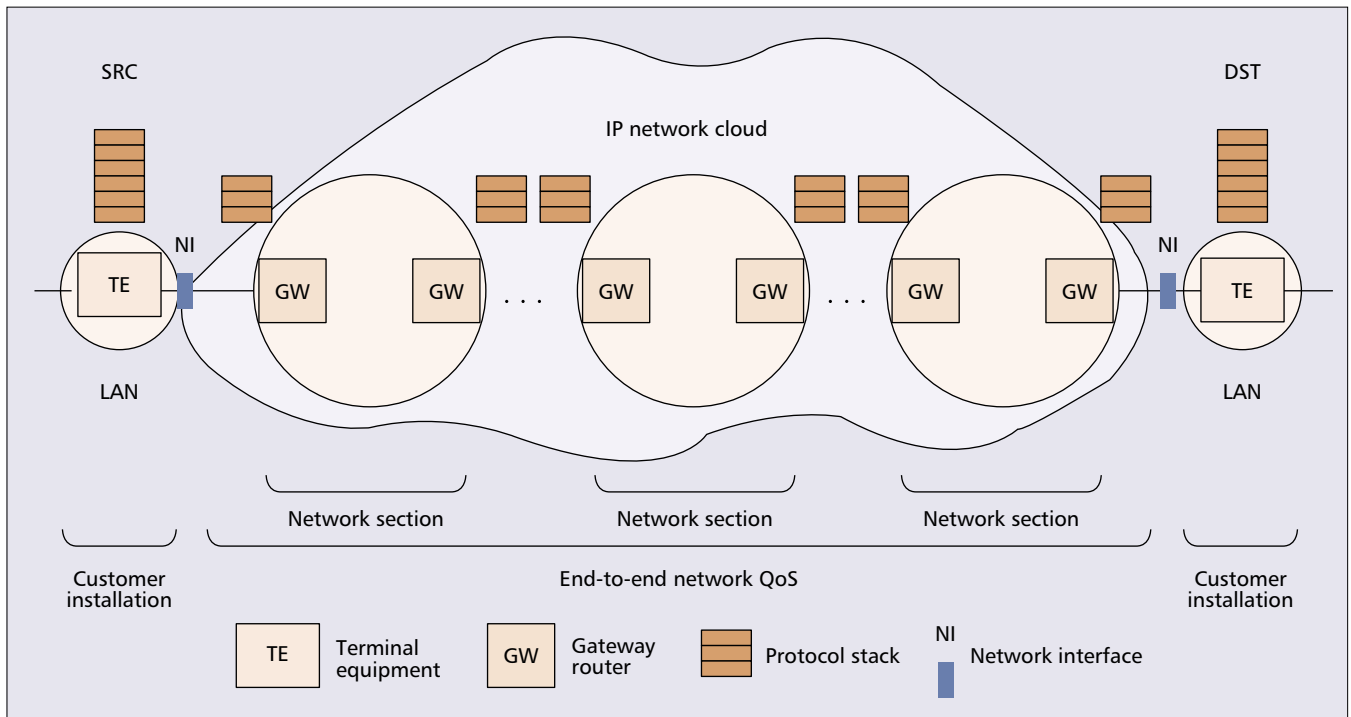 SRC
DST
IP network cloud
NI
NI
TE
GW
GW
. . .
GW
GW
. . .
GW
GW
TE
LAN
LAN
Network section
Network section
Network section
Customer
installation
End-to-end network QoS
Customer
installation
TE
Terminal
equipment
GW
Gateway
router
Protocol stack
NI
Network interface